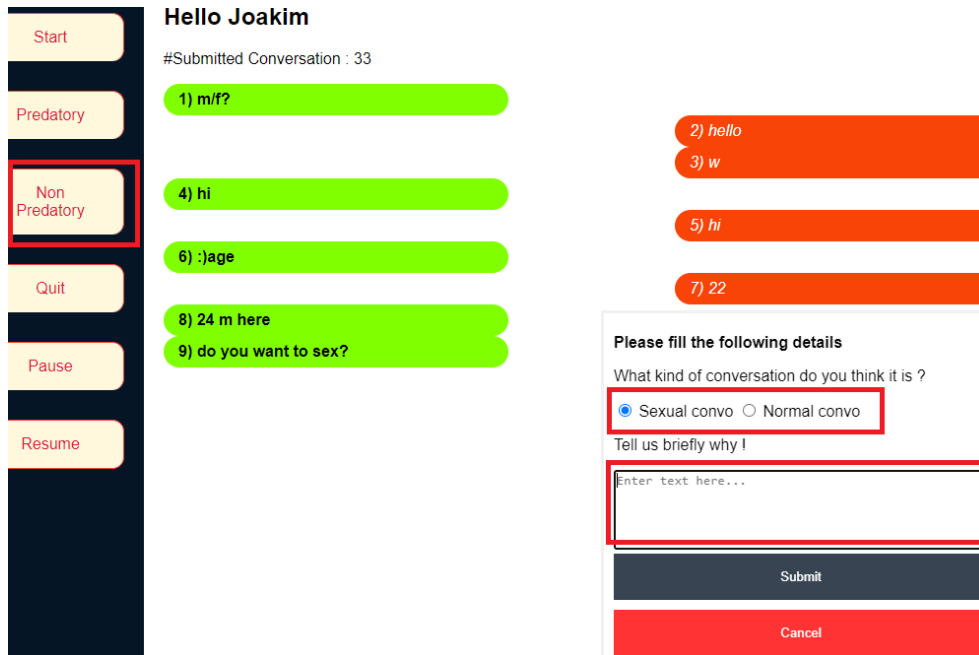 Hello Joakim
Start
#Submitted Conversation : 33
1) m/f?
Predatory
2) hello
3) w
Non
Predatory
4) hi
5) hi
6) :)age
Quit
7) 22
8) 24 m here
9) do you want to sex?
Please fill the following details
Pause
What kind of conversation do you think it is ?
Sexual convo
Normal convo
Resume
Tell us briefly why !
Enter text here...
Submit
Cancel